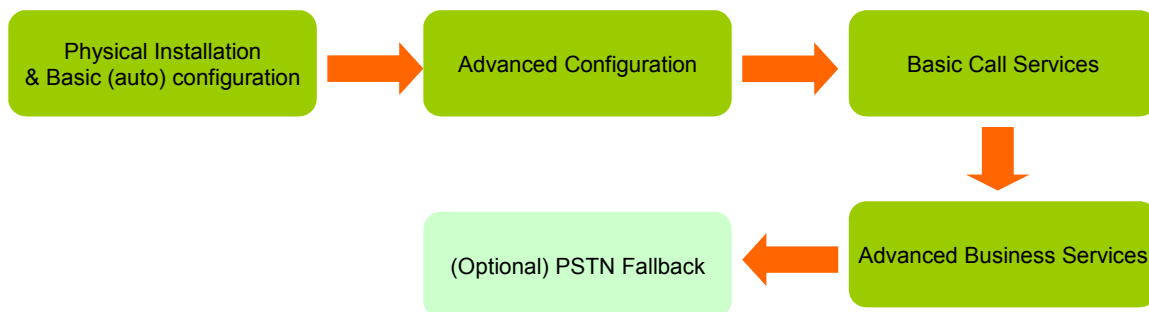 Physical Installation
& Basic (auto) configuration
Advanced Configuration
Basic Call Services
Advanced Business Services
(Optional) PSTN Fallback